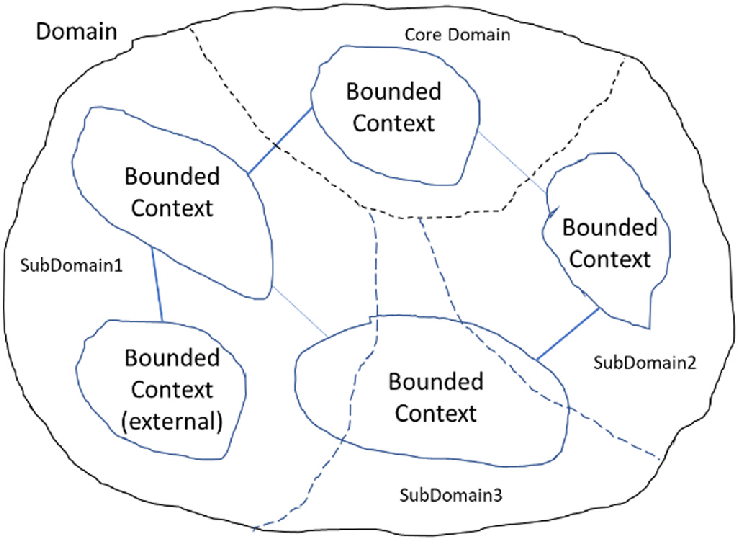 Domain
Core Domain
Bounded
Context
Bounded
Context
Bounded
Context
SubDomain1
SubDomain2
Bounded
Context
(external)
Bounded
Context
SubDomain3